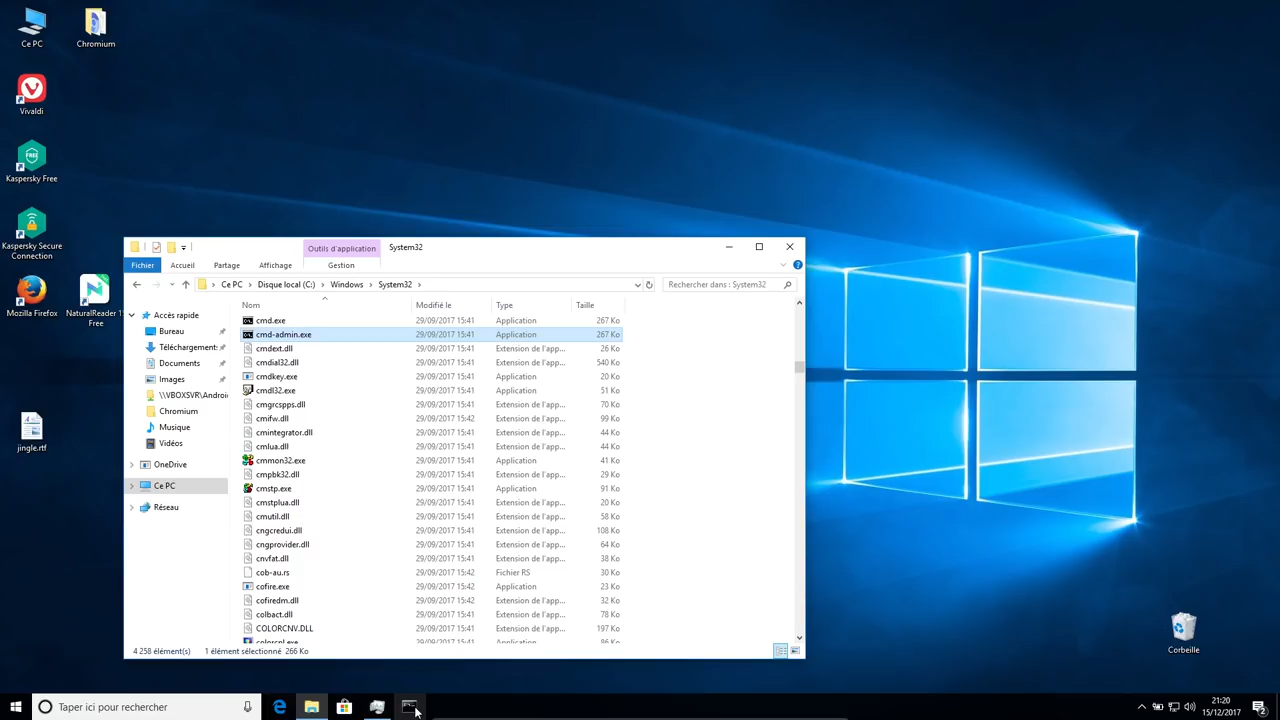 Ce PC
Chromium
Vivaldi
FREE
Kaspersky Free
Kaspersky Secure
Connection
Mozilla Firefox
NaturalReader 1
Free
jingle.rtf
Corbeille
Outils d'application
System32
Fichier
Accueil
Partage
Affichage
Gestion
Ce PC
Disque local (C:)
Windows
System32
Rechercher dans : System32
Accès rapide
Bureau
Téléchargement:
Documents
Images
\\VBOXSVR\Androi
Chromium
Musique
Vidéos
OneDrive
Ce PC
Réseau
Nom Modifié le Type Taille
cmd.exe 29/09/2017 15:41 Application 267 Ko
cmd-admin.exe 29/09/2017 15:41 Application 267 Ko
cmdext.dll 29/09/2017 15:41 Extension de l'app... 26 Ko
cmdial32.dll 29/09/2017 15:41 Extension de l'app... 540 Ko
cmdkey.exe 29/09/2017 15:41 Application 20 Ko
cmdl32.exe 29/09/2017 15:41 Application 51 Ko
cmgrcspps.dll 29/09/2017 15:41 Extension de l'app... 70 Ko
cmifw.dll 29/09/2017 15:42 Extension de l'app... 99 Ko
cmintegrator.dll 29/09/2017 15:41 Extension de l'app... 44 Ko
cmlua.dll 29/09/2017 15:41 Extension de l'app... 44 Ko
cmmon32.exe 29/09/2017 15:41 Application 41 Ko
cmpbk32.dll 29/09/2017 15:41 Extension de l'app... 29 Ko
cmstp.exe 29/09/2017 15:41 Application 91 Ko
cmstplua.dll 29/09/2017 15:41 Extension de l'app... 20 Ko
cmutil.dll 29/09/2017 15:41 Extension de l'app... 58 Ko
cngcredui.dll 29/09/2017 15:41 Extension de l'app... 108 Ko
cngprovider.dll 29/09/2017 15:41 Extension de l'app... 64 Ko
cnvfat.dll 29/09/2017 15:41 Extension de l'app... 38 Ko
cob-au.rs 29/09/2017 15:42 Fichier RS 30 Ko
cofire.exe 29/09/2017 15:42 Application 23 Ko
cofiredm.dll 29/09/2017 15:42 Extension de l'app... 32 Ko
colbact.dll 29/09/2017 15:41 Extension de l'app... 78 Ko
COLORCNV.DLL 29/09/2017 15:41 Extension de l'app... 197 Ko
colorcpl.exe 29/09/2017 15:41 Application 86 Ko
4 258 élément(s) 1 élément sélectionné 266 Ko
Taper ici pour rechercher
21:20
15/12/2017
2